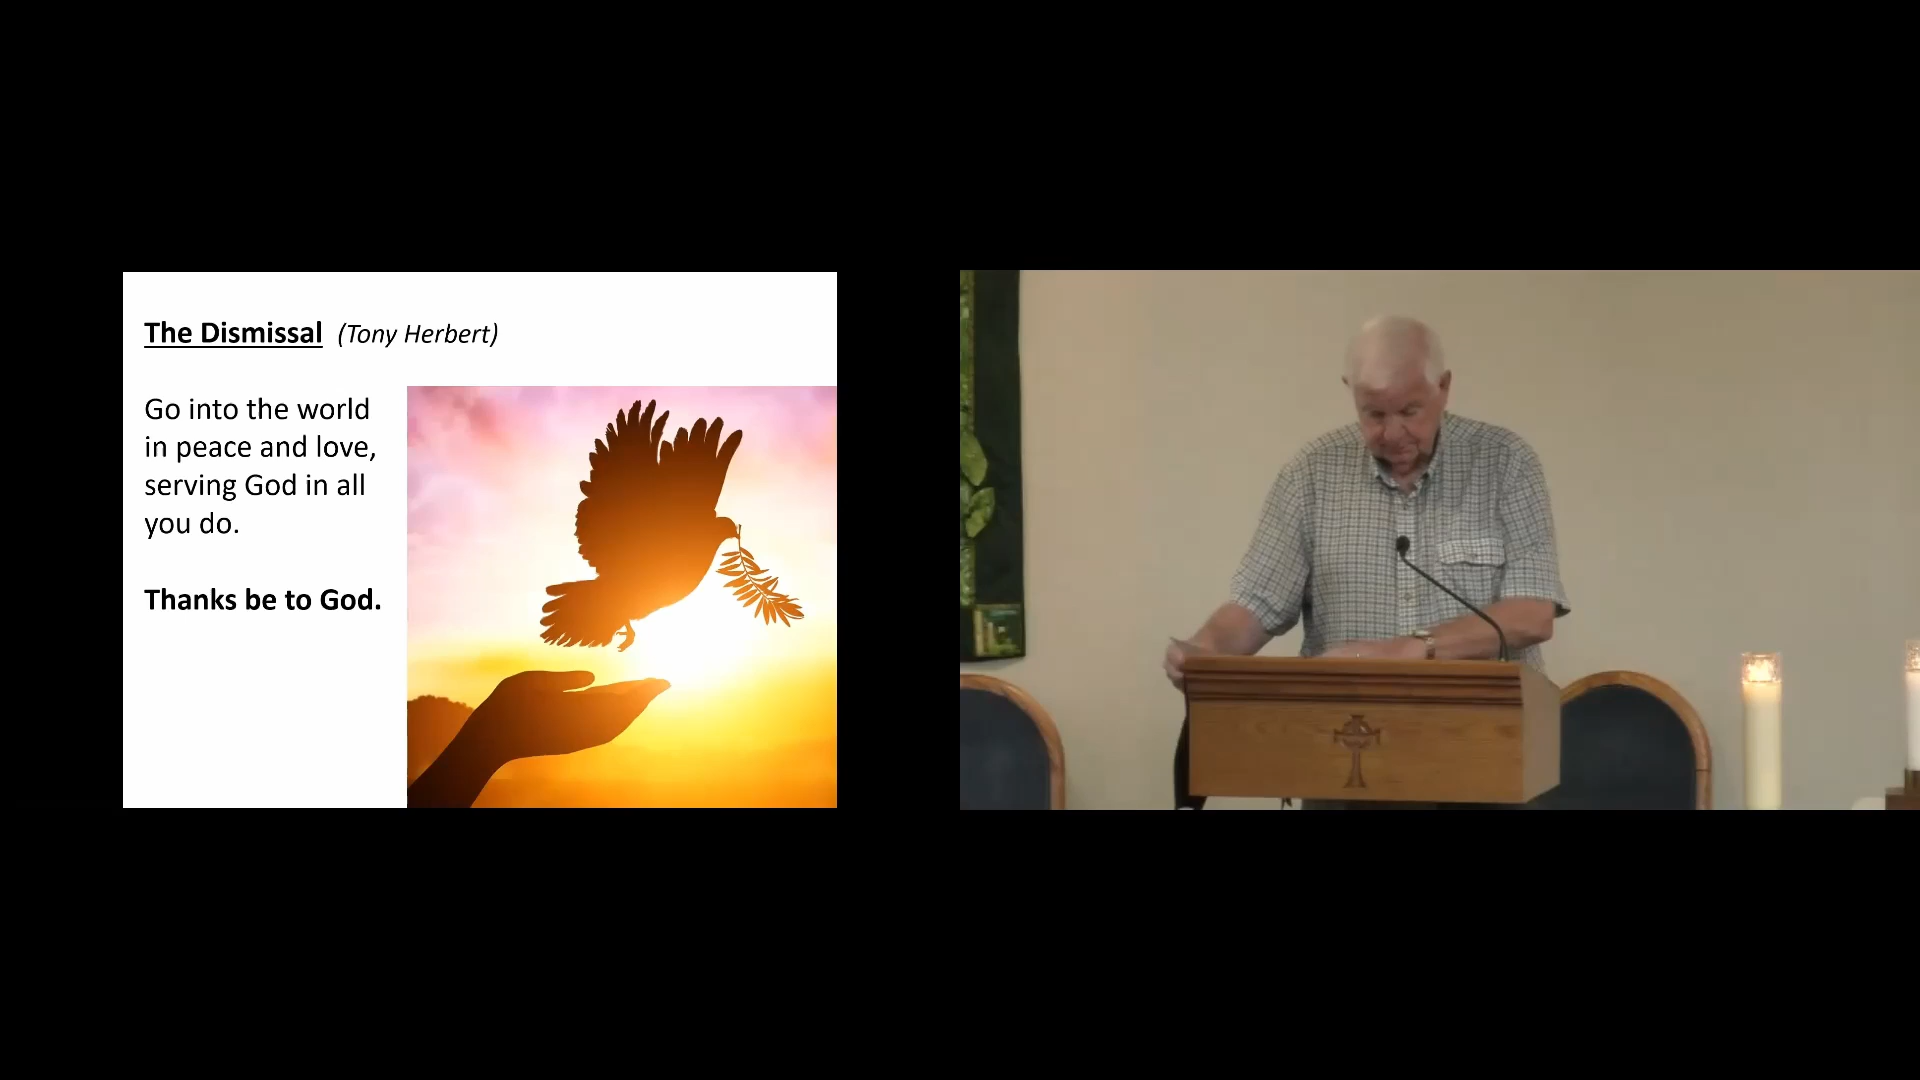 The Dismissal (Tony Herbert)
Go into the world
in peace and love,
serving God in all
you do.
Thanks be to God.